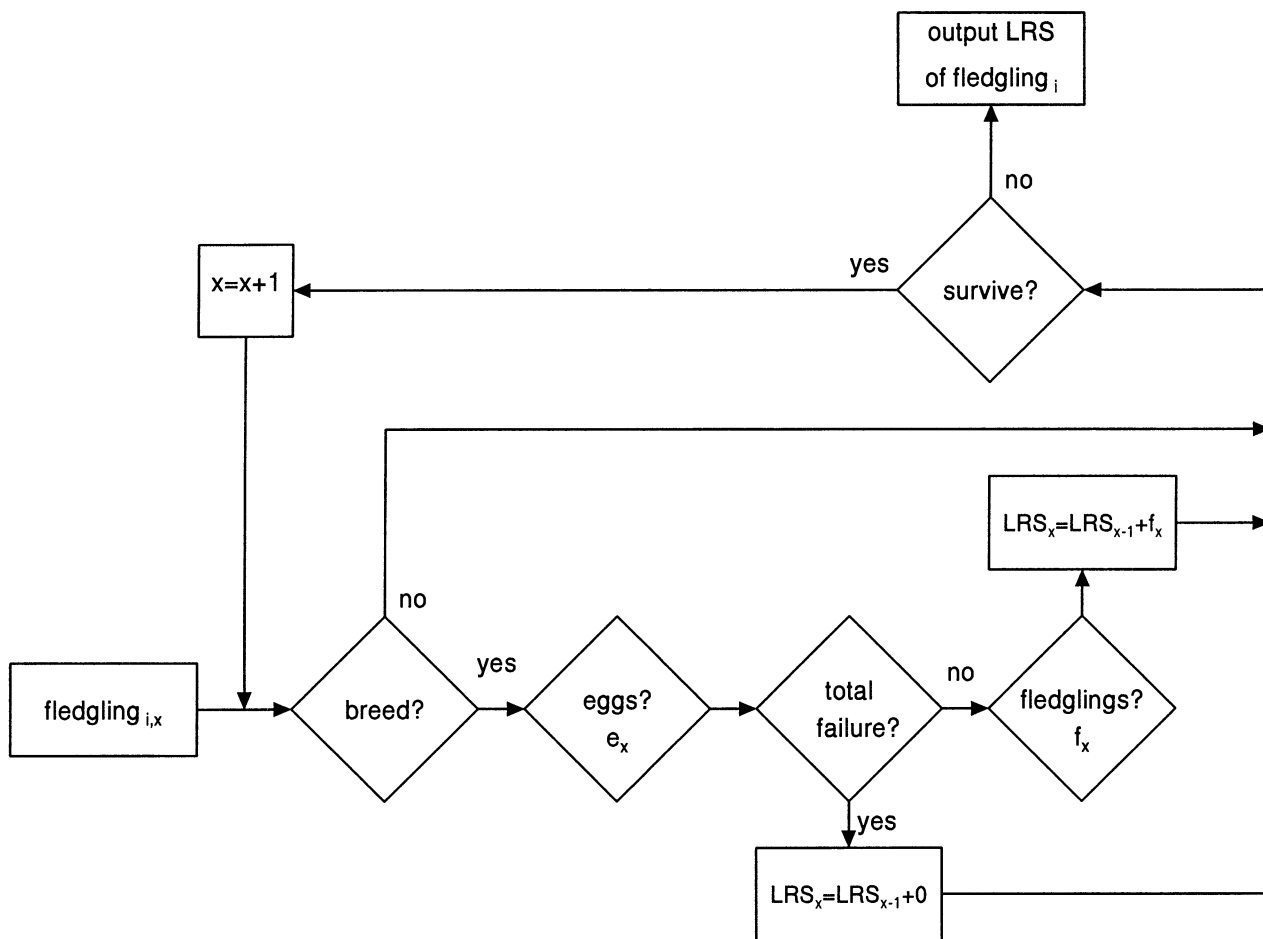 output LRS
of fledgling i
no
yes
x=x+1
survive?
LRSx=LRSx-1+fx
no
yes
no
fledgling i,x
breed?
eggs?
ex
total
failure?
fledglings?
fx
yes
LRSx=LRSx-1+0